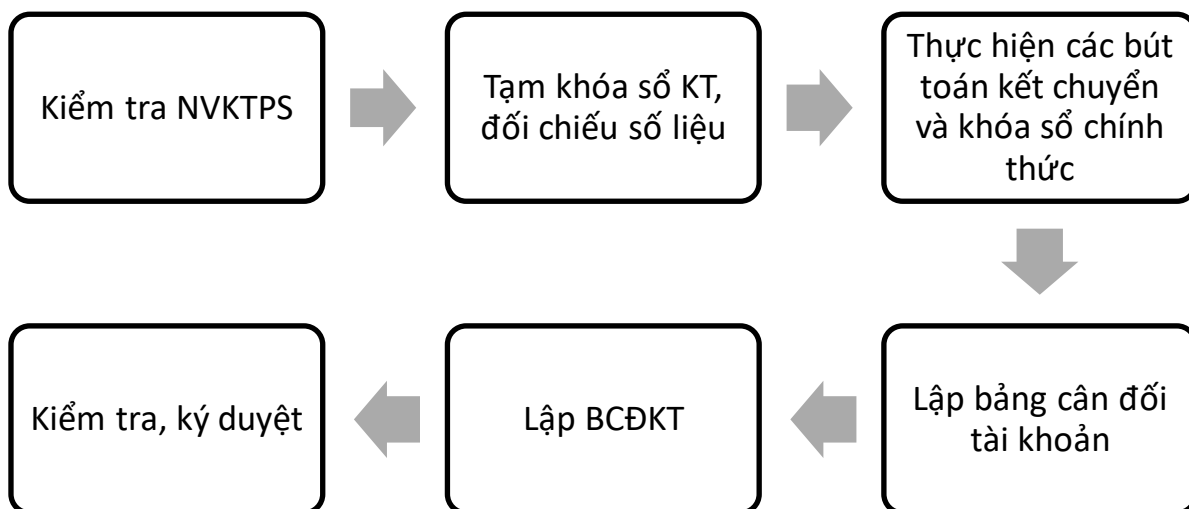 Kiểm tra NVKTPS
Tạm khóa sổ KT,
đối chiếu số liệu
Thực hiện các bút
toán kết chuyển
và khóa sổ chính
thức
Lập bảng cân đối
tài khoản
Lập BCĐKT
Kiểm tra, ký duyệt